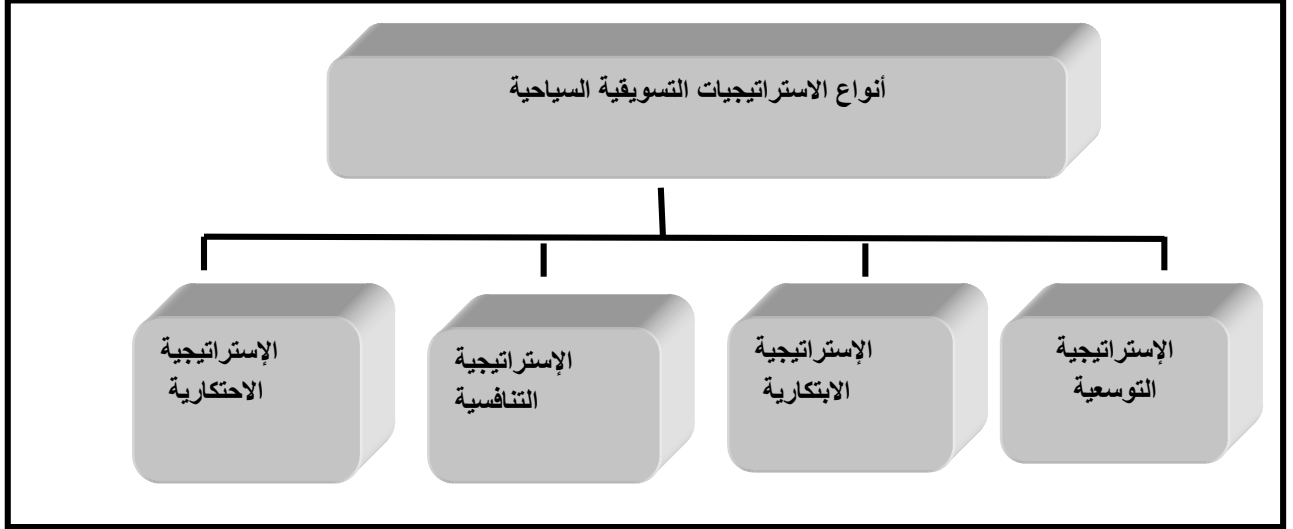 أنواع الاستراتيجيات التسويقية السياحية
الإستراتيجية
التوسعية
الإستراتيجية
الابتكارية
الإستراتيجية
التنافسية
الإستراتيجية
الاحتكارية